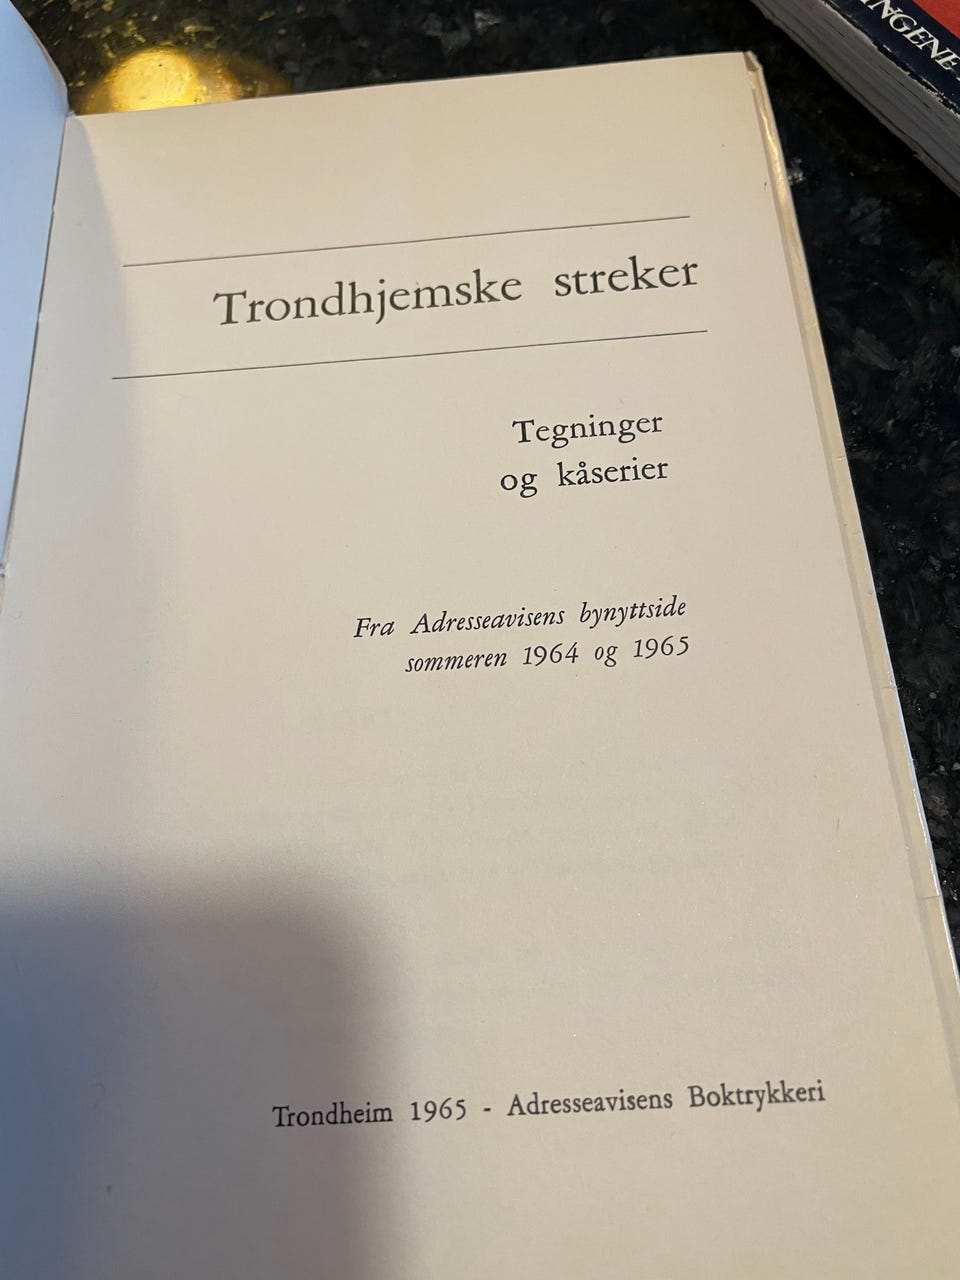 Trondhjemske streker
Tegninger
og kåserier
Fra Adresseavisens bynyttside
sommeren 1964 og 1965
Trondheim 1965 - Adresseavisens Boktrykkeri